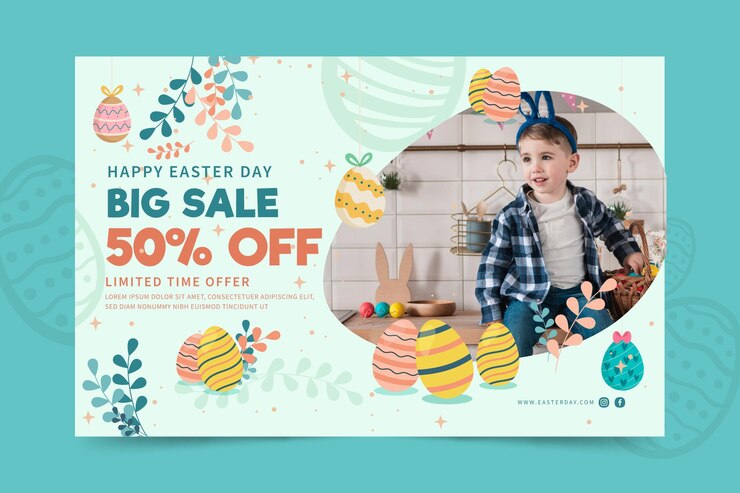 HAPPY EASTER DAY
BIG SALE
50% OFF
LIMITED TIME OFFER
LOREM IPSUM DOLOR SIT AMET, CONSECTETUER ADIPISCING ELIT,
SED DIAM NONUMMY NIBH EUISMOD TINCIDUNT UT
WWW.EASTERDAY.COM